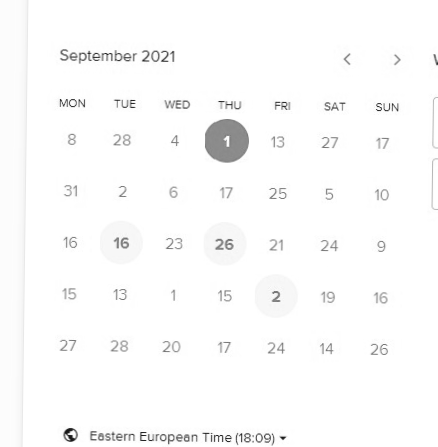 September 2021 < >
MON TUE WED THU FRI SAT SUN
8 28 4 1 13 27 17
31 2 6 17 25 5 10
16 16 23 26 21 24 9
15 13 1 15 2 19 16
27 28 20 17 24 14 26
Eastern European Time (18:09)